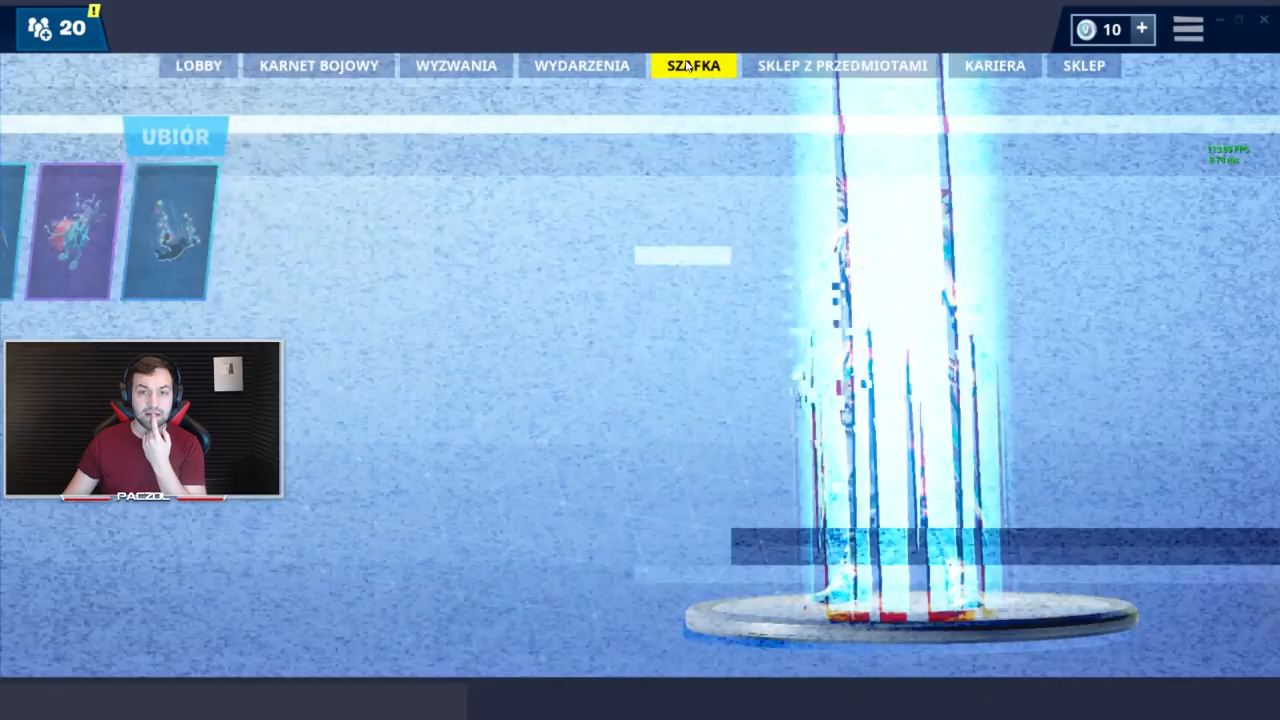 20
!
10 +
LOBBY KARNET BOJOWY WYZWANIA WYDARZENIA SZAFKA SKLEP Z PRZEDMIOTAMI KARIERA SKLEP
UBIÓR
PACZOL